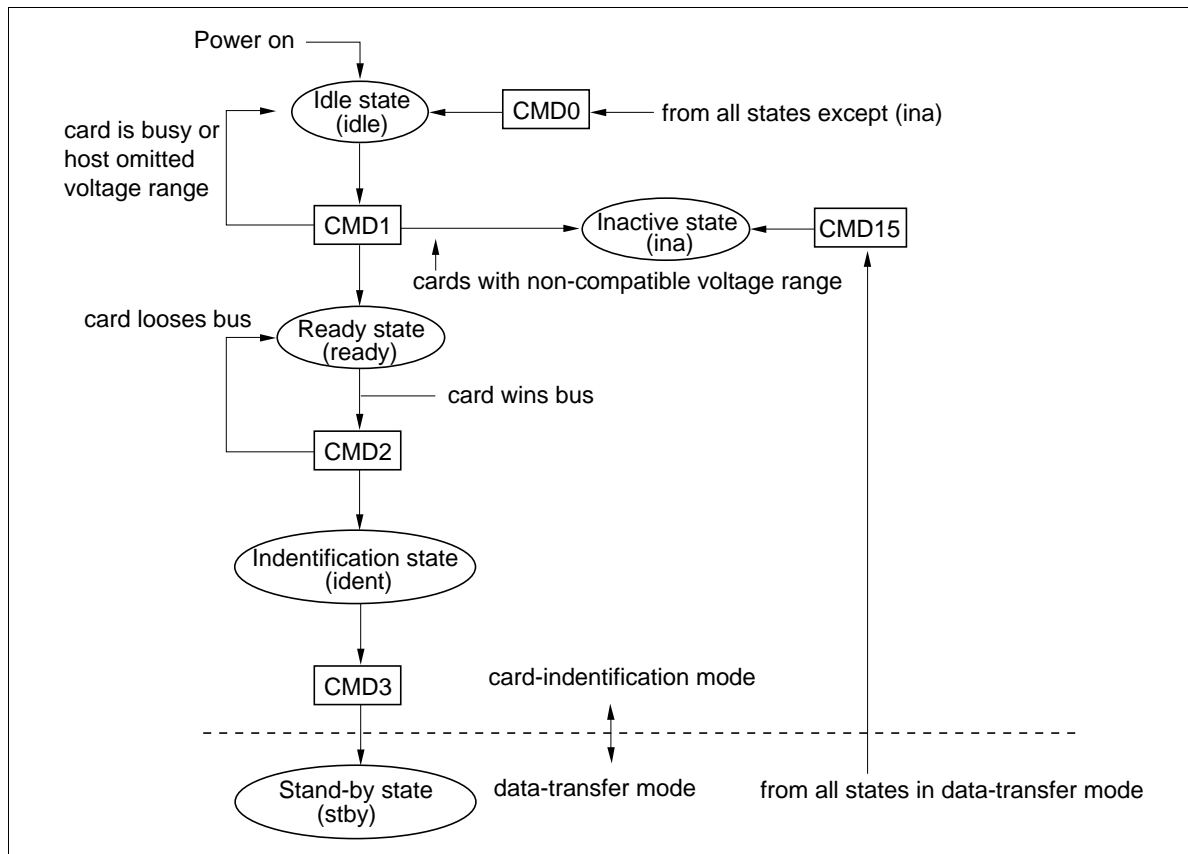 Power on
Idle state
(idle)
CMD0
from all states except (ina)
card is busy or
host omitted
voltage range
CMD1
Inactive state
(ina)
CMD15
cards with non-compatible voltage range
card looses bus
Ready state
(ready)
card wins bus
CMD2
Indentification state
(ident)
CMD3
card-indentification mode
Stand-by state
(stby)
data-transfer mode
from all states in data-transfer mode